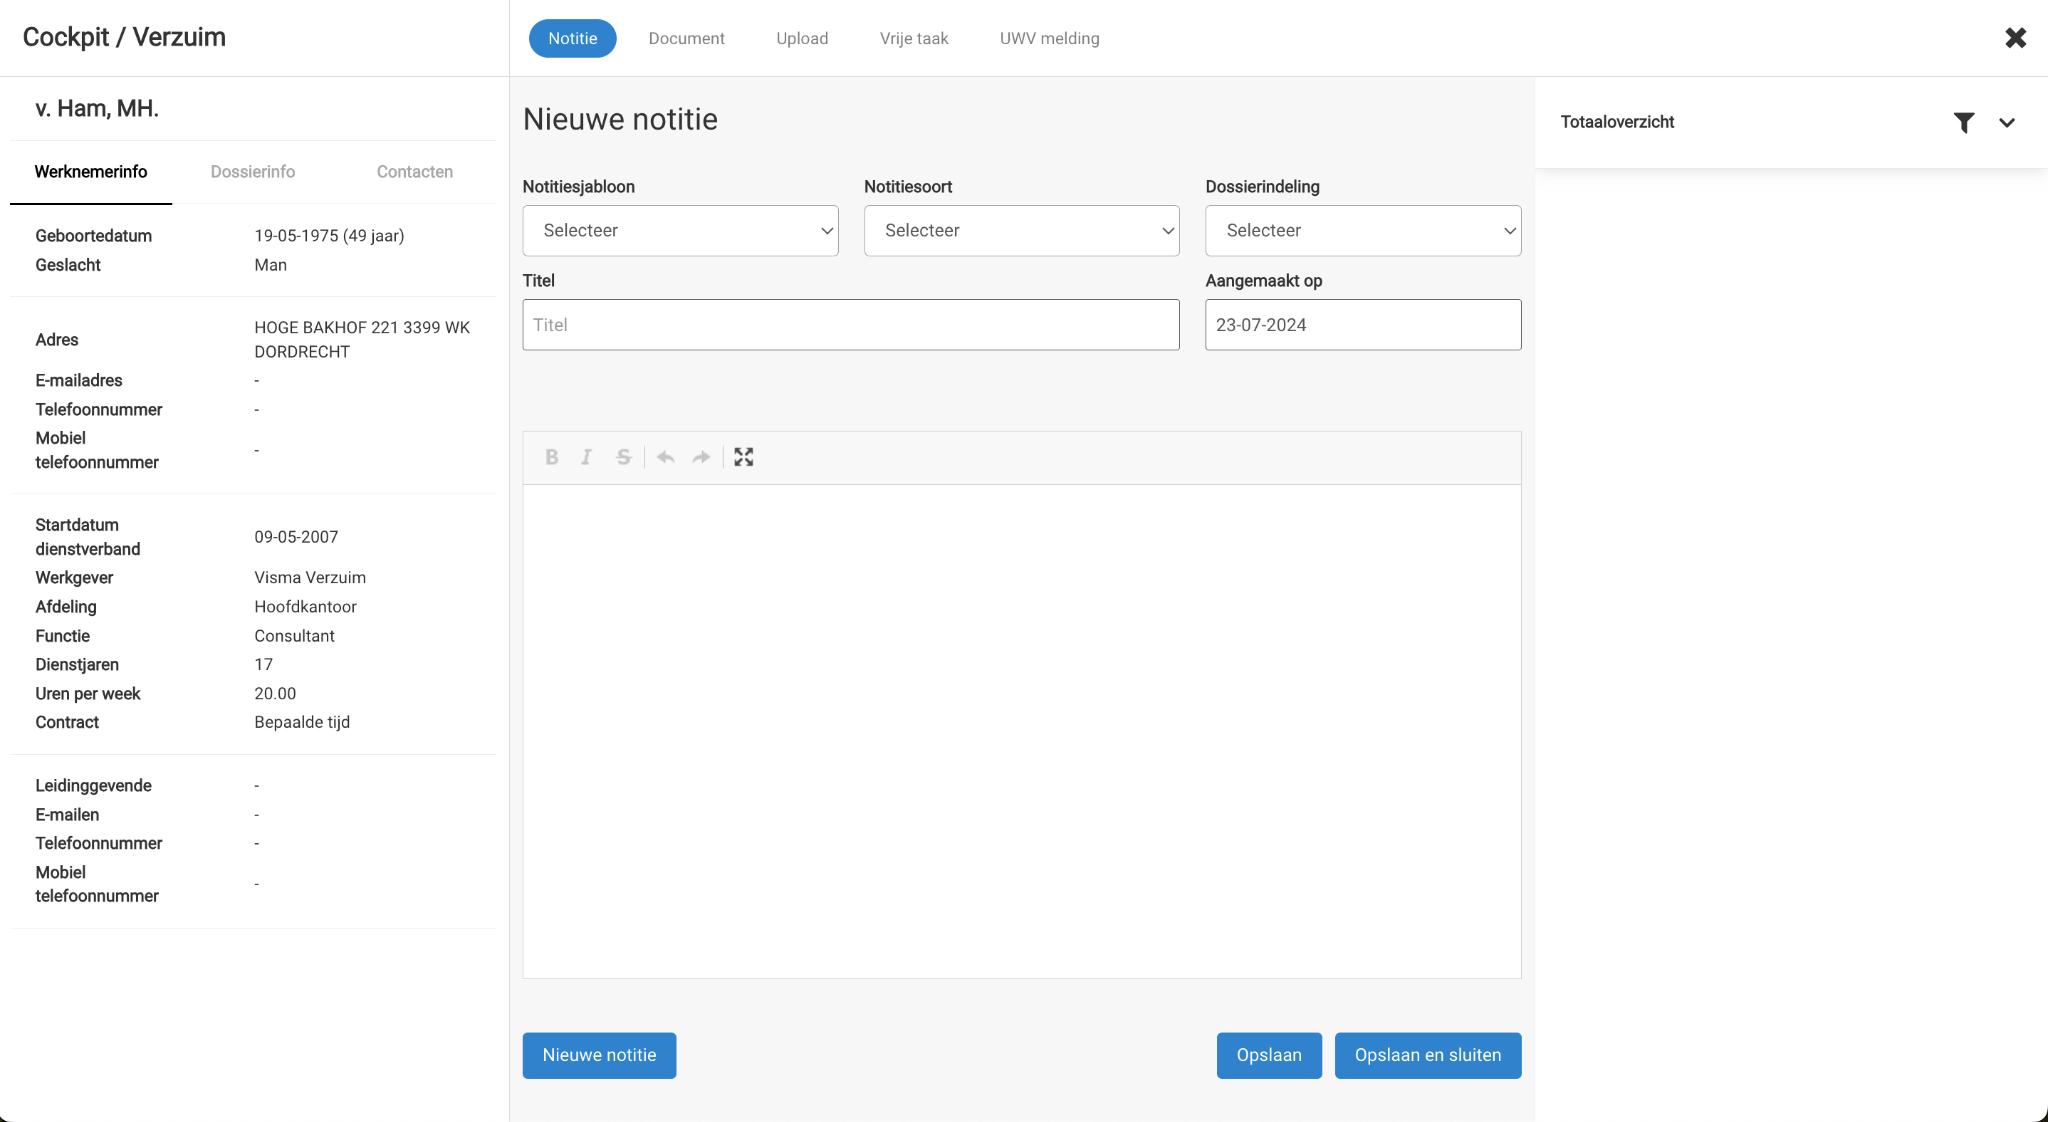 Cockpit / Verzuim
Notitie Document Upload Vrije taak UWV melding
v. Ham, MH.
Werknemerinfo Dossierinfo Contacten
Geboortedatum 19-05-1975 (49 jaar)
Geslacht Man
Adres HOGE BAKHOF 221 3399 WK
DORDRECHT
E-mailadres -
Telefoonnummer -
Mobiel
telefoonnummer -
Startdatum
dienstverband 09-05-2007
Werkgever Visma Verzuim
Afdeling Hoofdkantoor
Functie Consultant
Dienstjaren 17
Uren per week 20.00
Contract Bepaalde tijd
Leidinggevende -
E-mailen -
Telefoonnummer -
Mobiel
telefoonnummer -
Nieuwe notitie
Notitiesjabloon Notitiesoort Dossierindeling
Selecteer Selecteer Selecteer
Titel Aangemaakt op
Titel 23-07-2024
B I S
Nieuwe notitie Opslaan Opslaan en sluiten
Totaaloverzicht